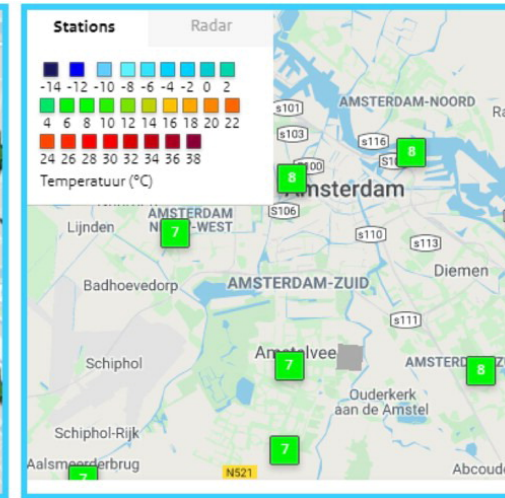 Stations Radar
-14 -12 -10 -8 -6 -4 -2 0 2
4 6 8 10 12 14 16 18 20 22
24 26 28 30 32 34 36 38
Temperatuur (°C)
s101
AMSTERDAM-NOORD
s103
s116
8
8
Amsterdam
AMSTERDAM
S106
Lijnden
7
-WEST
s110
s113
Diemen
Badhoevedorp
AMSTERDAM-ZUID
s111
Schiphol
7
8
Ouderkerk
aan de Amstel
Schiphol-Rijk
7
N521
7